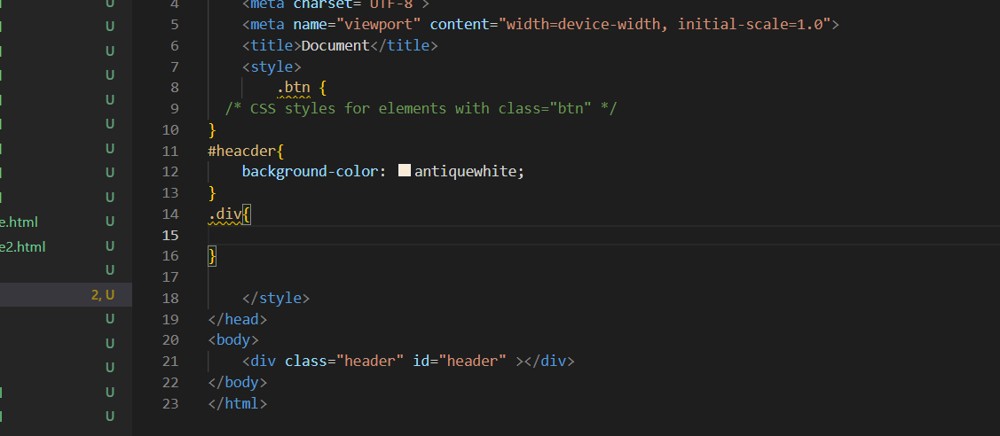 4 <meta charset="UTF-8">
5 <meta name="viewport" content="width=device-width, initial-scale=1.0">
6 <title>Document</title>
7 <style>
8 .btn {
9 /* CSS styles for elements with class="btn" */
10 }
11 #heacder{
12 background-color: antiquewhite;
13 }
14 .div{
15
16 }
17
18 </style>
19 </head>
20 <body>
21 <div class="header" id="header" ></div>
22 </body>
23 </html>
U
U
U
U
U
U
U
U
U
e.html U
e2.html U
U
2, U
U
U
U
U
U